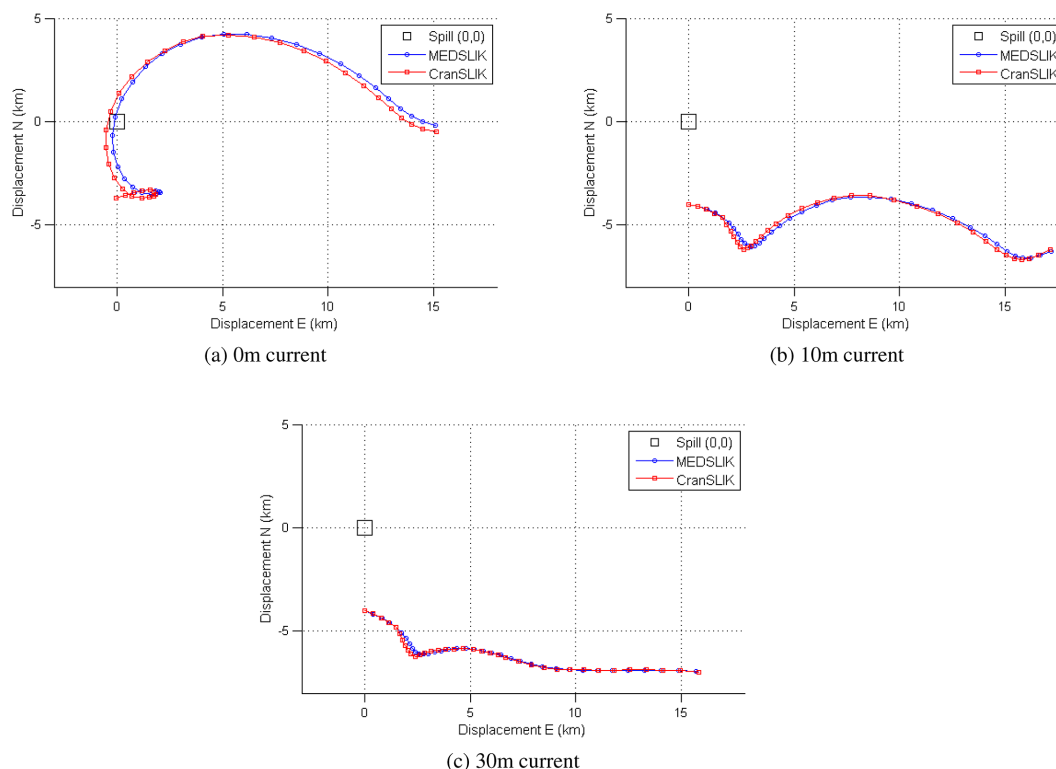 5
0
-5
Displacement N (km)
0
5
10
15
Displacement E (km)
Spill (0,0)
MEDSLIK
CranSLIK
(a) 0m current
5
0
-5
Displacement N (km)
0
5
10
15
Displacement E (km)
Spill (0,0)
MEDSLIK
CranSLIK
(b) 10m current
5
0
-5
Displacement N (km)
0
5
10
15
Displacement E (km)
Spill (0,0)
MEDSLIK
CranSLIK
(c) 30m current